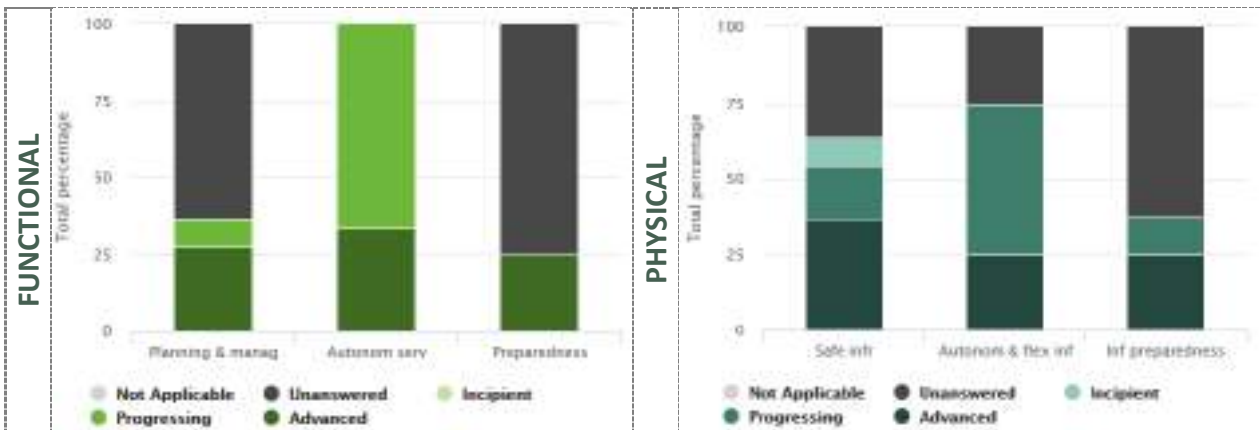 FUNCTIONAL
Total percentage
100
75
50
25
0
Planning & manag
Autonom serv
Preparedness
Not Applicable
Unanswered
Incipient
Progressing
Advanced
PHYSICAL
Total percentage
100
75
50
25
0
Safe infr
Autonom & flex inf
Inf preparedness
Not Applicable
Unanswered
Incipient
Progressing
Advanced